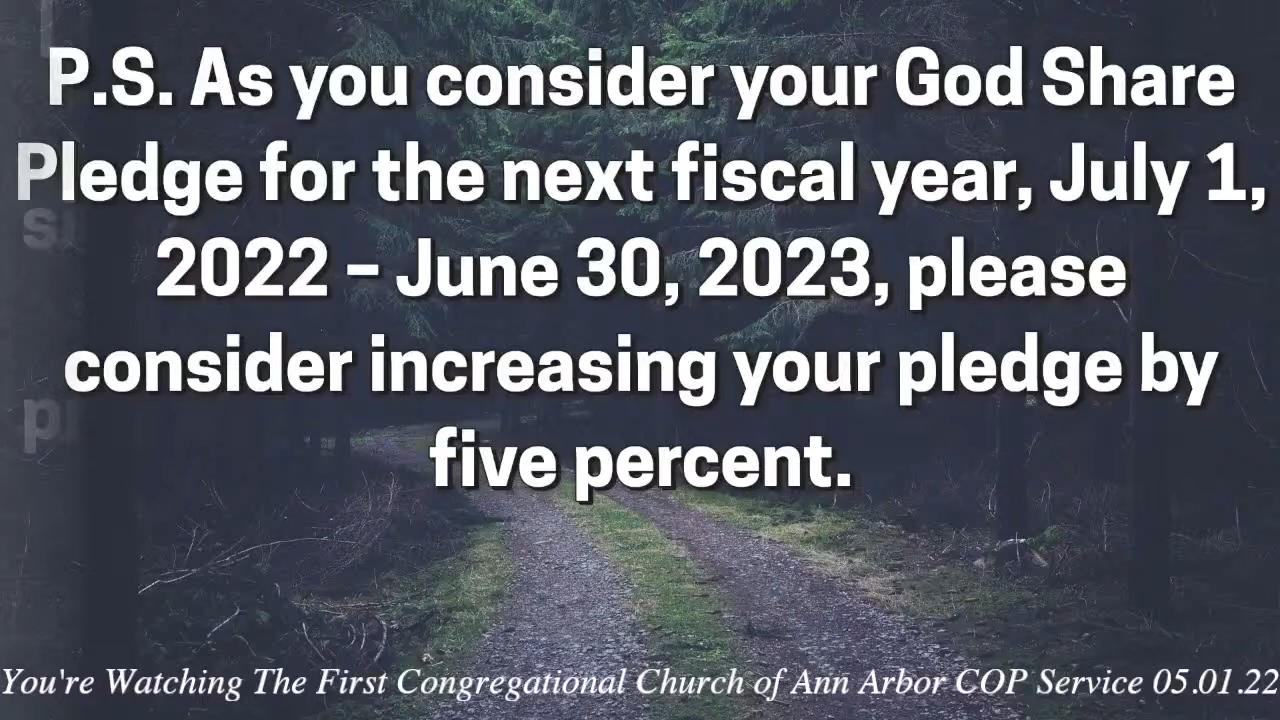 P.S. As you consider your God Share
Pledge for the next fiscal year, July 1,
2022 – June 30, 2023, please
consider increasing your pledge by
five percent.
You're Watching The First Congregational Church of Ann Arbor COP Service 05.01.22